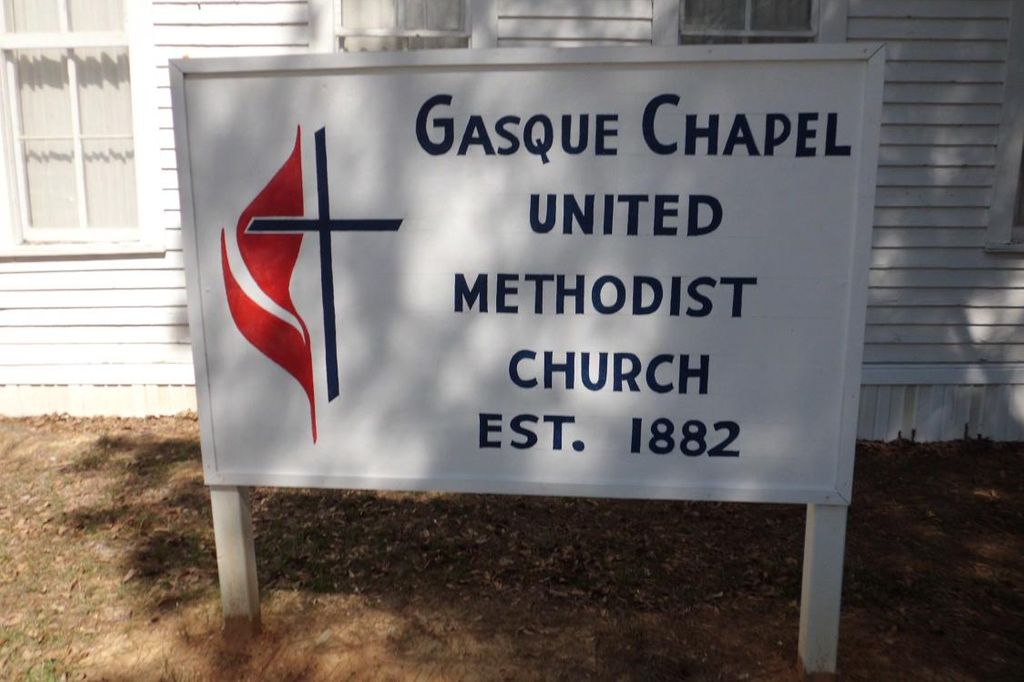 GASQUE CHAPEL
UNITED
METHODIST
CHURCH
EST. 1882